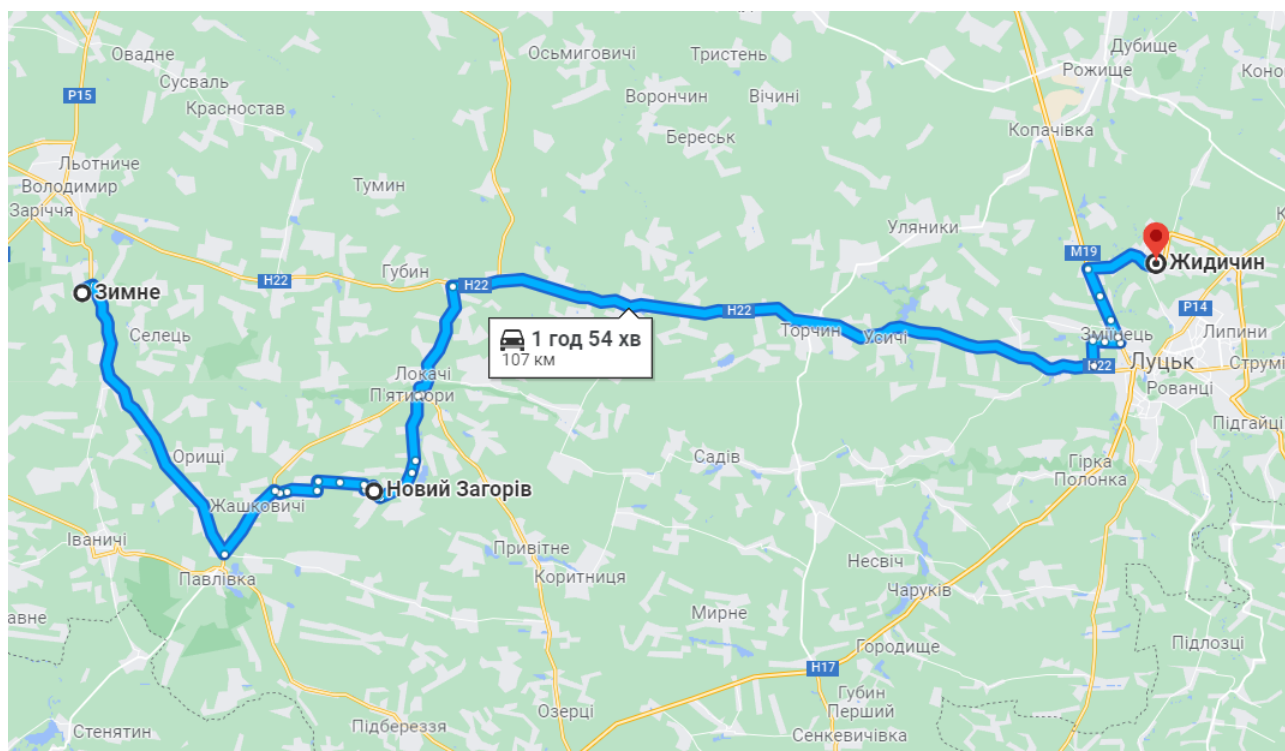 Овадне
Сусваль
Красностав
P15
Осьмиговичі
Тристень
Ворончин
Вічині
Береськ
Дубище
Рожище
Коно
Копачівка
Льотниче
Володимир
Заріччя
Тумин
Уляники
Зимне
H22
Губин
H22
M19
Жидичин
P14
Селець
H22
Торчин
Усичі
Зміїнець
Липини
1 год 54 хв
107 км
Локачі
П'ятидори
H22
Луцьк
Струмі
Рованці
Підгайці
Орищі
Садів
Гірка
Полонка
Новий Загорів
Жашковичі
Іваничі
Павлівка
Привітне
Коритниця
Несвіч
Чаруків
авне
Мирне
Городище
Підлозці
H17
Губин
Перший
Стенятин
Підбереззя
Озерці
Сенкевичівка